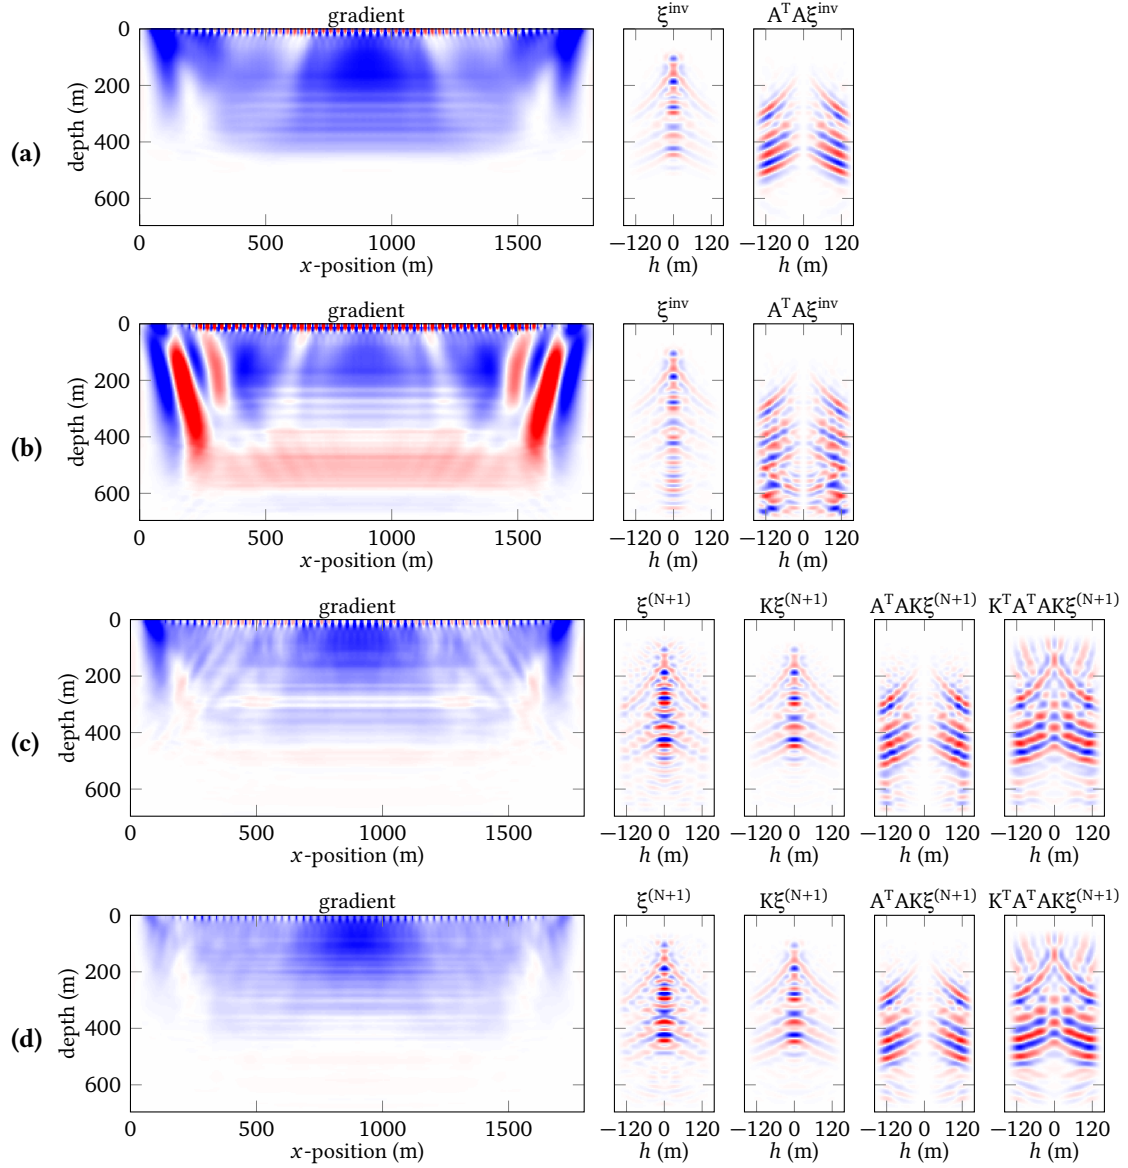 gradient ξ^inv A^T Aξ^inv
0
200
400
600
depth (m)
(a)
0 500 1000 1500 −120 0 120 −120 0 120
x-position (m) h (m) h (m)
gradient ξ^inv A^T Aξ^inv
0
200
400
600
depth (m)
(b)
0 500 1000 1500 −120 0 120 −120 0 120
x-position (m) h (m) h (m)
gradient ξ^(N+1) Kξ^(N+1) A^T AKξ^(N+1) K^T A^T AKξ^(N+1)
0
200
400
600
depth (m)
(c)
0 500 1000 1500 −120 0 120 −120 0 120 −120 0 120 −120 0 120
x-position (m) h (m) h (m) h (m) h (m)
gradient ξ^(N+1) Kξ^(N+1) A^T AKξ^(N+1) K^T A^T AKξ^(N+1)
0
200
400
600
depth (m)
(d)
0 500 1000 1500 −120 0 120 −120 0 120 −120 0 120 −120 0 120
x-position (m) h (m) h (m) h (m) h (m)